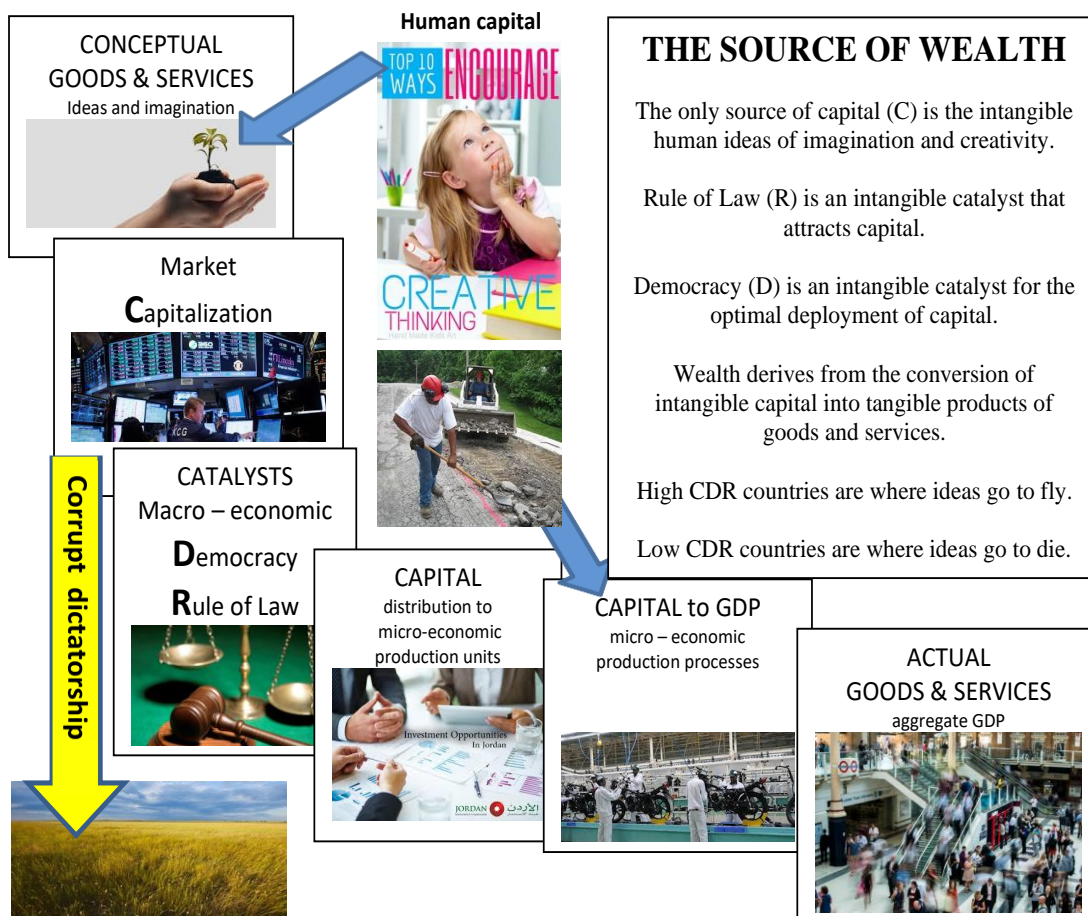 CONCEPTUAL
GOODS & SERVICES
Ideas and imagination
Human capital
TOP 10
WAYS
ENCOURAGE
CREATIVE
THINKING
Hand Made Kids Art
THE SOURCE OF WEALTH
The only source of capital (C) is the intangible
human ideas of imagination and creativity.
Rule of Law (R) is an intangible catalyst that
attracts capital.
Democracy (D) is an intangible catalyst for the
optimal deployment of capital.
Wealth derives from the conversion of
intangible capital into tangible products of
goods and services.
High CDR countries are where ideas go to fly.
Low CDR countries are where ideas go to die.
Market
Capitalization
Lincoln
XCG
Corrupt dictatorship
CATALYSTS
Macro – economic
Democracy
Rule of Law
CAPITAL
distribution to
micro-economic
production units
Investment Opportunities
In Jordan
JORDAN
الأردن
CAPITAL to GDP
micro – economic
production processes
ACTUAL
GOODS & SERVICES
aggregate GDP